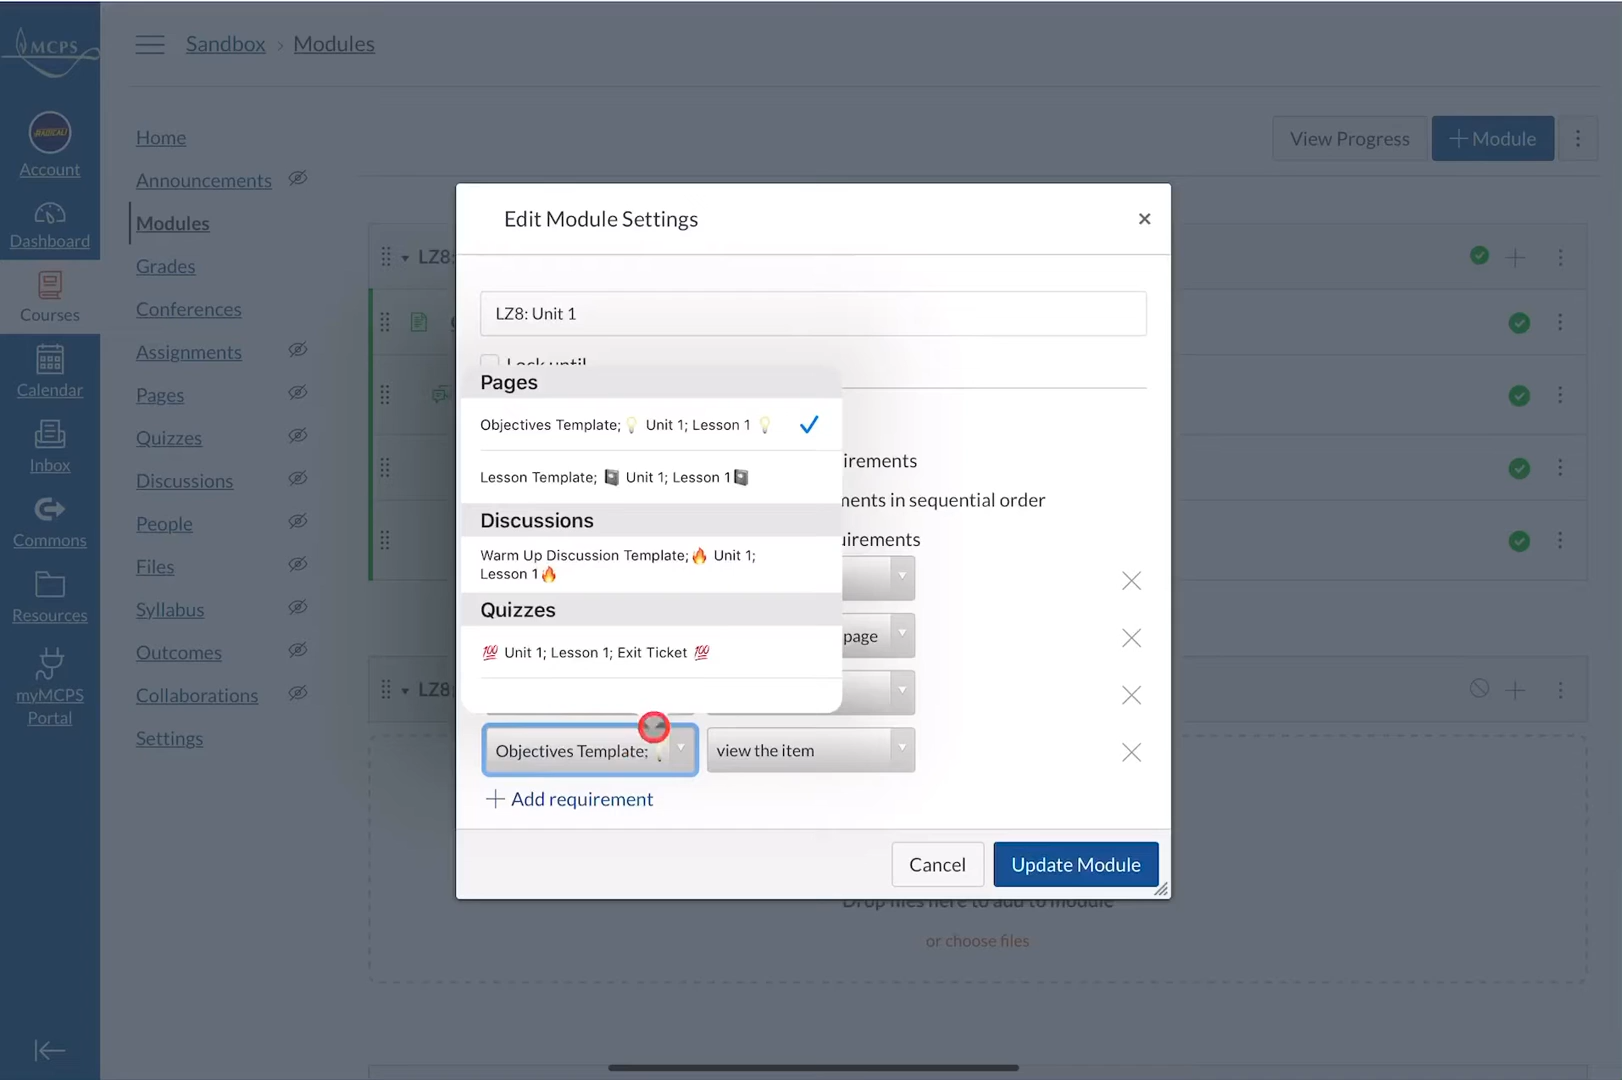 MCPS
Sandbox › Modules
Account
Dashboard
Courses
Calendar
Inbox
Commons
Resources
myMCPS
Portal
Home
Announcements
Modules
Grades
Conferences
Assignments
Pages
Quizzes
Discussions
People
Files
Syllabus
Outcomes
Collaborations
Settings
View Progress
+ Module
LZ8:
LZ8:
Edit Module Settings
×
LZ8: Unit 1
Lock until
Pages
Objectives Template;💡 Unit 1; Lesson 1 💡
Lesson Template; 📓 Unit 1; Lesson 1📓
Discussions
Warm Up Discussion Template;🔥 Unit 1;
Lesson 1🔥
Quizzes
💯 Unit 1; Lesson 1; Exit Ticket 💯
irements
ments in sequential order
uirements
page
Objectives Template; 💡
view the item
+ Add requirement
Cancel
Update Module
Drop files here to add to module
or choose files